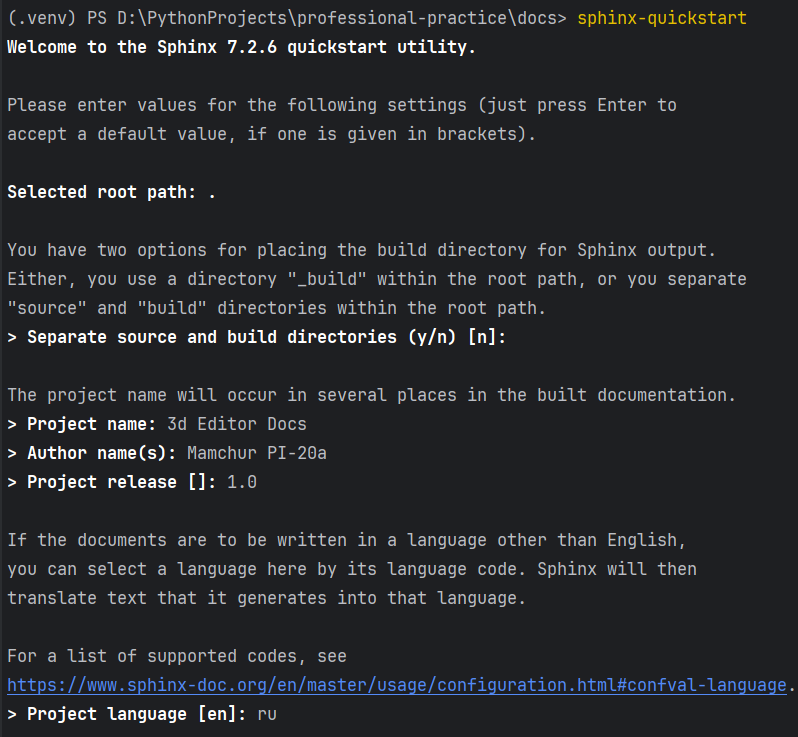 (.venv) PS D:\PythonProjects\professional-practice\docs> sphinx-quickstart
Welcome to the Sphinx 7.2.6 quickstart utility.
Please enter values for the following settings (just press Enter to
accept a default value, if one is given in brackets).
Selected root path: .
You have two options for placing the build directory for Sphinx output.
Either, you use a directory "_build" within the root path, or you separate
"source" and "build" directories within the root path.
> Separate source and build directories (y/n) [n]:
The project name will occur in several places in the built documentation.
> Project name: 3d Editor Docs
> Author name(s): Mamchur PI-20a
> Project release []: 1.0
If the documents are to be written in a language other than English,
you can select a language here by its language code. Sphinx will then
translate text that it generates into that language.
For a list of supported codes, see
https://www.sphinx-doc.org/en/master/usage/configuration.html#confval-language.
> Project language [en]: ru